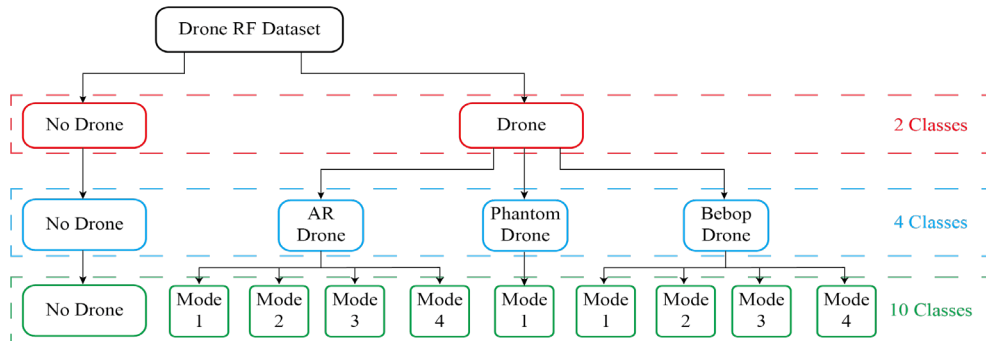 Drone RF Dataset
No Drone
Drone
2 Classes
No Drone
AR
Drone
Phantom
Drone
Bebop
Drone
4 Classes
No Drone
Mode
1
Mode
2
Mode
3
Mode
4
Mode
1
Mode
1
Mode
2
Mode
3
Mode
4
10 Classes